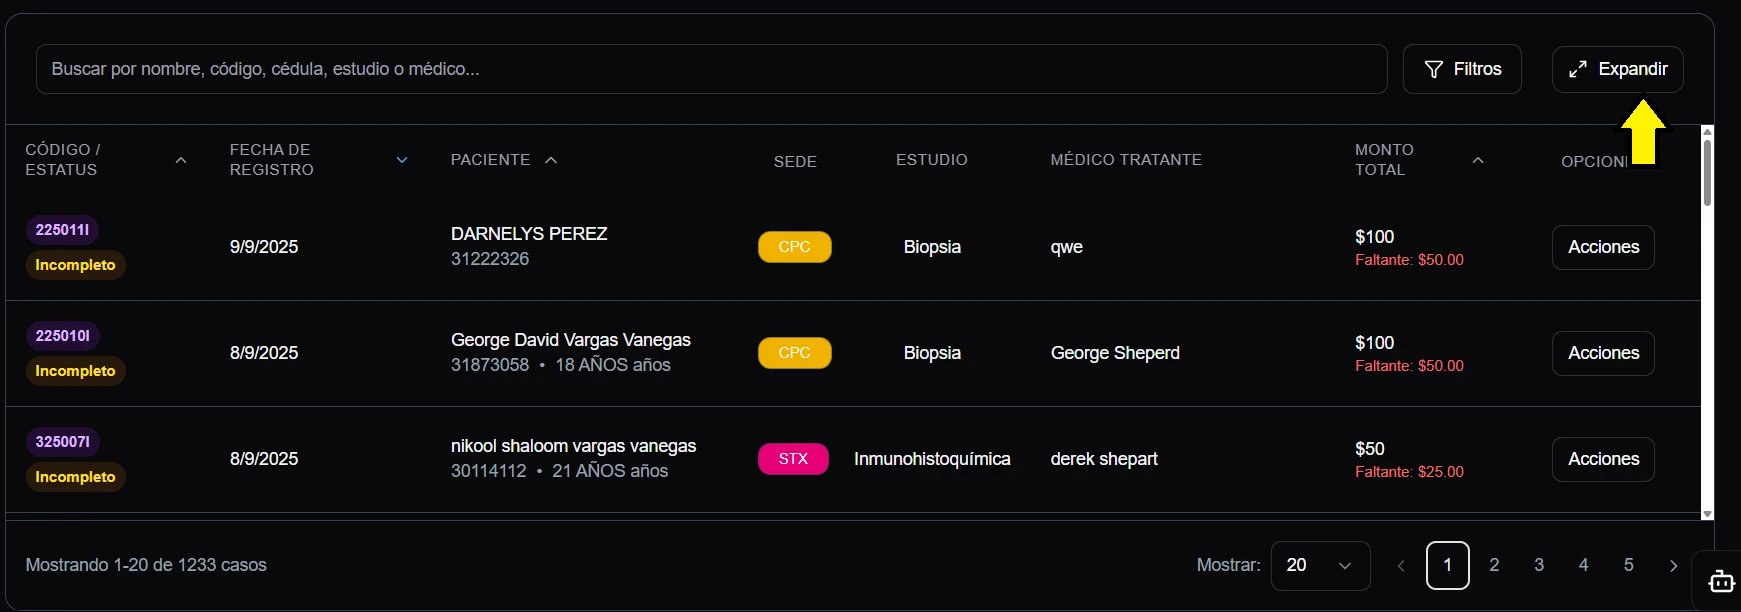 Buscar por nombre, código, cédula, estudio o médico...
Filtros
Expandir
CÓDIGO /
ESTATUS
FECHA DE
REGISTRO
PACIENTE
SEDE
ESTUDIO
MÉDICO TRATANTE
MONTO
TOTAL
OPCION
225011I
Incompleto
9/9/2025
DARNELYS PEREZ
31222326
CPC
Biopsia
qwe
$100
Faltante: $50.00
Acciones
225010I
Incompleto
8/9/2025
George David Vargas Vanegas
31873058 • 18 AÑOS años
CPC
Biopsia
George Sheperd
$100
Faltante: $50.00
Acciones
325007I
Incompleto
8/9/2025
nikool shaloom vargas vanegas
30114112 • 21 AÑOS años
STX
Inmunohistoquímica
derek shepart
$50
Faltante: $25.00
Acciones
Mostrando 1-20 de 1233 casos
Mostrar: 20
1 2 3 4 5